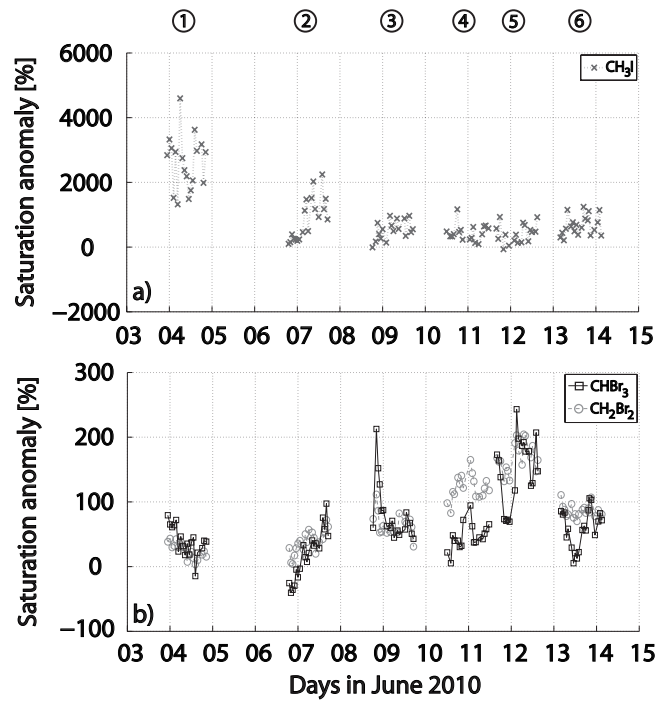 ① ② ③ ④ ⑤ ⑥
6000
4000
2000
0
−2000
Saturation anomaly [%]
× CH₃I
a)
03 04 05 06 07 08 09 10 11 12 13 14 15
300
200
100
0
−100
Saturation anomaly [%]
CHBr₃
CH₂Br₂
b)
03 04 05 06 07 08 09 10 11 12 13 14 15
Days in June 2010